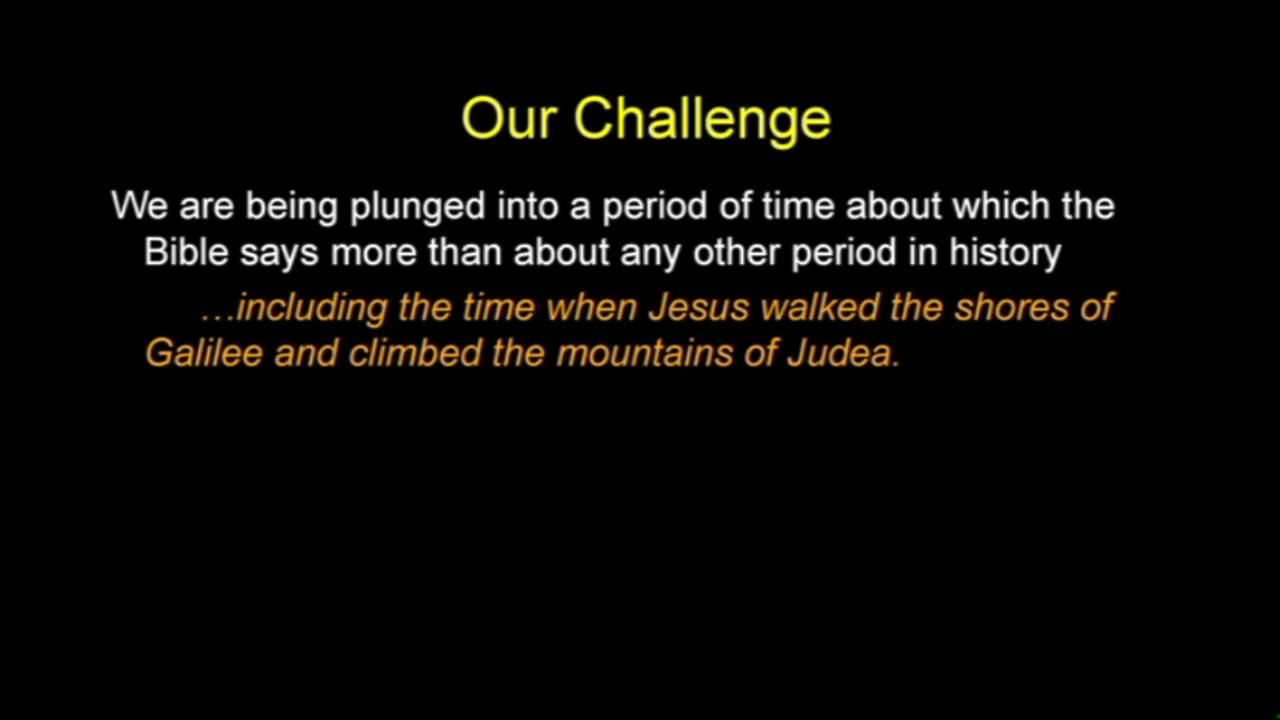 Our Challenge
We are being plunged into a period of time about which the
Bible says more than about any other period in history
…including the time when Jesus walked the shores of
Galilee and climbed the mountains of Judea.